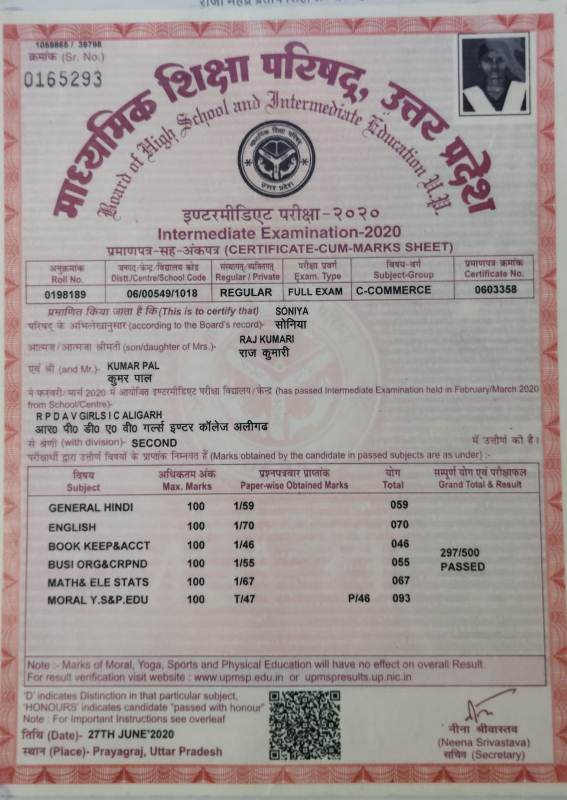 1069665 / 39798
क्रमांक (Sr. No.)
0165293
माध्यमिक शिक्षा परिषद्, उत्तर प्रदेश
Board of High School and Intermediate Education U.P.
माध्यमिक शिक्षा परिषद
उत्तर प्रदेश
इण्टरमीडिएट परीक्षा-२०२०
Intermediate Examination-2020
प्रमाणपत्र-सह-अंकपत्र (CERTIFICATE-CUM-MARKS SHEET)
अनुक्रमांक जनपद/केन्द्र/विद्यालय कोड संस्थागत/व्यक्तिगत परीक्षा प्रवर्ग विषय-वर्ग प्रमाणपत्र क्रमांक
Roll No. Distt./Centre/School Code Regular / Private Exam. Type Subject-Group Certificate No.
0198189 06/00549/1018 REGULAR FULL EXAM C-COMMERCE 0603358
प्रमाणित किया जाता है कि (This is to certify that) SONIYA
परिषद् के अभिलेखानुसार (according to the Board's record)- सोनिया
RAJ KUMARI
आत्मज/आत्मजा श्रीमती (son/daughter of Mrs.)- राज कुमारी
एवं श्री (and Mr.)- KUMAR PAL
कुमर पाल
ने फरवरी/मार्च 2020 में आयोजित इण्टरमीडिएट परीक्षा विद्यालय/केन्द्र (has passed Intermediate Examination held in February/March 2020
from School/Centre)-
R P D A V GIRLS I C ALIGARH
आर० पी० डी० ए० वी० गर्ल्स इण्टर कॉलेज अलीगढ
से श्रेणी (with division)- SECOND में उत्तीर्ण की है।
परीक्षार्थी द्वारा उत्तीर्ण विषयों के प्राप्तांक निम्नवत हैं (Marks obtained by the candidate in passed subjects are as under) :-
विषय अधिकतम अंक प्रश्नपत्रवार प्राप्तांक योग सम्पूर्ण योग एवं परीक्षाफल
Subject Max. Marks Paper-wise Obtained Marks Total Grand Total & Result
GENERAL HINDI 100 1/59 059
ENGLISH 100 1/70 070
BOOK KEEP&ACCT 100 1/46 046
297/500
BUSI ORG&CRPND 100 1/55 055
PASSED
MATH& ELE STATS 100 1/67 067
MORAL Y.S&P.EDU 100 T/47 P/46 093
Note :- Marks of Moral, Yoga, Sports and Physical Education will have no effect on overall Result.
For result verification visit website : www.upmsp.edu.in or upmspresults.up.nic.in
'D' indicates Distinction in that particular subject,
'HONOURS' indicates candidate "passed with honour"
Note : For Important Instructions see overleaf
तिथि (Date)- 27TH JUNE'2020
स्थान (Place)- Prayagraj, Uttar Pradesh
नीना श्रीवास्तव
(Neena Srivastava)
सचिव (Secretary)